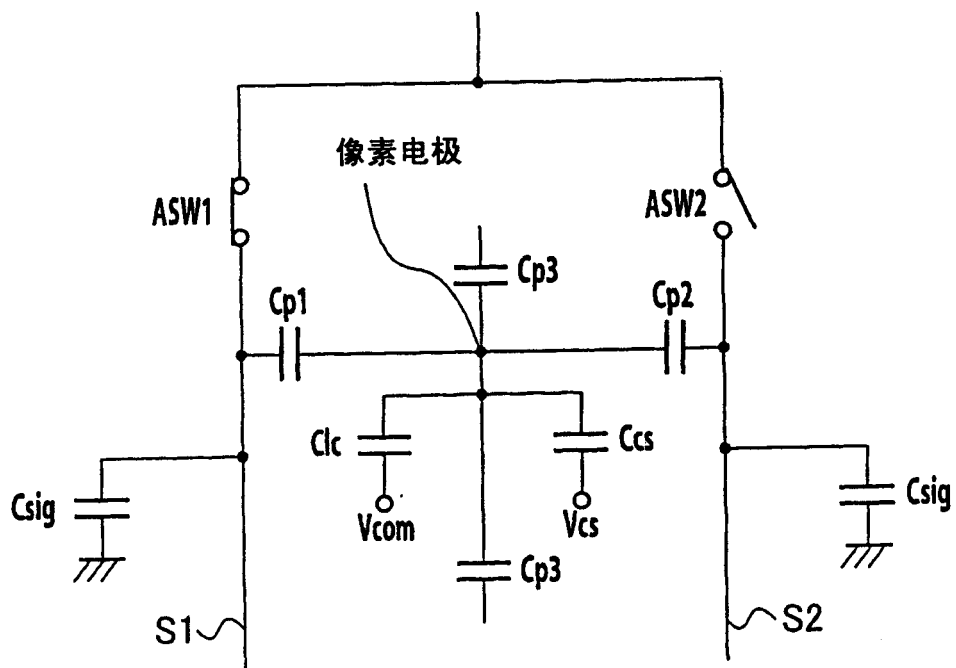 像素电极
ASW1
ASW2
Cp3
Cp1
Cp2
Clc
Ccs
Csig
Vcom
Vcs
Csig
Cp3
S1
S2